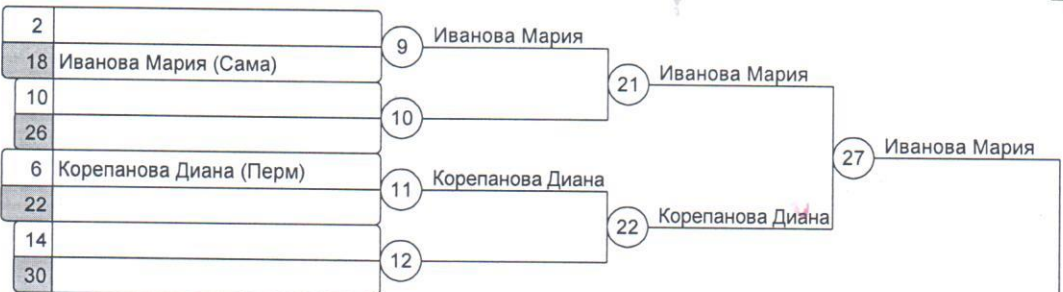 2
9 Иванова Мария
18 Иванова Мария (Сама)
21 Иванова Мария
10
10
26
27 Иванова Мария
6 Корепанова Диана (Перм)
11 Корепанова Диана
22
22 Корепанова Диана
14
12
30